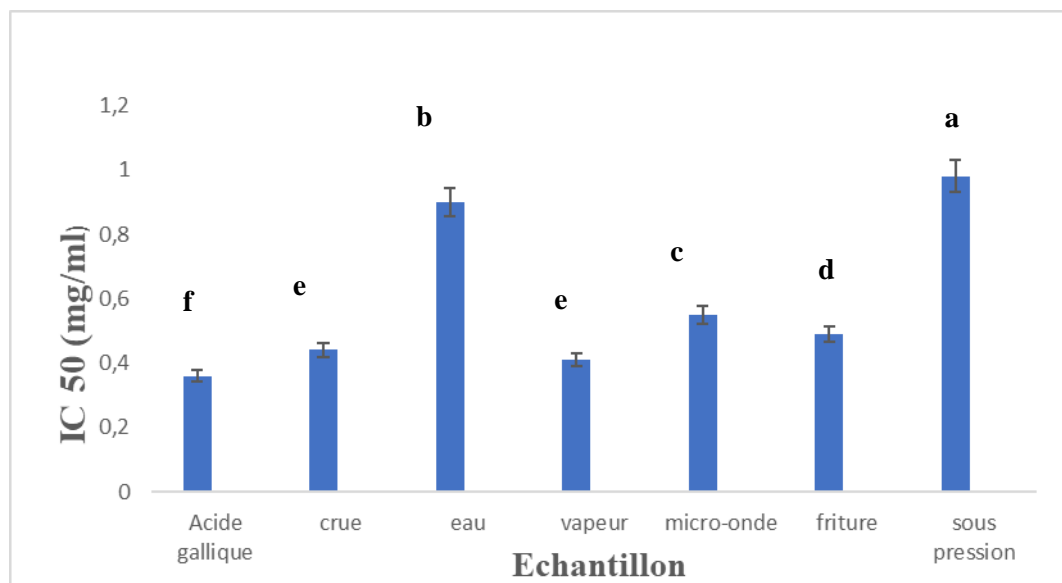 1,2
1
0,8
0,6
0,4
0,2
0
IC 50 (mg/ml)
f
e
b
e
c
d
a
Acide gallique
crue
eau
vapeur
micro-onde
friture
sous pression
Echantillon